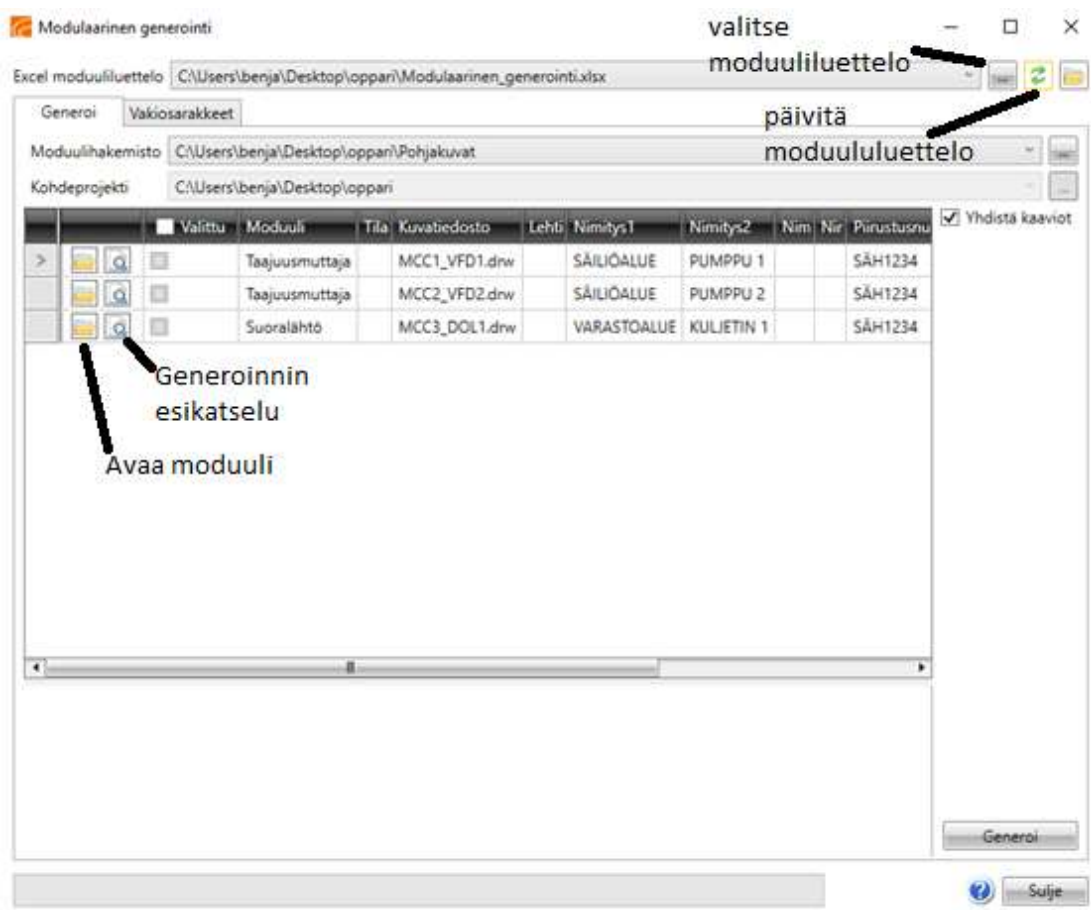 Modulaarinen generointi
valitse
moduuliluettelo
Excel moduuliluettelo C:\Users\benja\Desktop\oppari\Modulaarinen_generointi.xlsx ...
Generoi Vakiosarakkeet
päivitä
moduululuettelo
Moduulihakemisto C:\Users\benja\Desktop\oppari\Pohjakuvat ...
Kohdeprojekti C:\Users\benja\Desktop\oppari ...
Valittu Moduuli Tila Kuvatiedosto Lehti Nimitys1 Nimitys2 Nim Nir Piirustusnu
Yhdistä kaaviot
> Taajuusmuttaja MCC1_VFD1.drw SÄILIÖALUE PUMPPU 1 SÄH1234
Taajuusmuttaja MCC2_VFD2.drw SÄILIÖALUE PUMPPU 2 SÄH1234
Suoralähtö MCC3_DOL1.drw VARASTOALUE KULJETIN 1 SÄH1234
Generoinnin
esikatselu
Avaa moduuli
Generoi
? Sulje